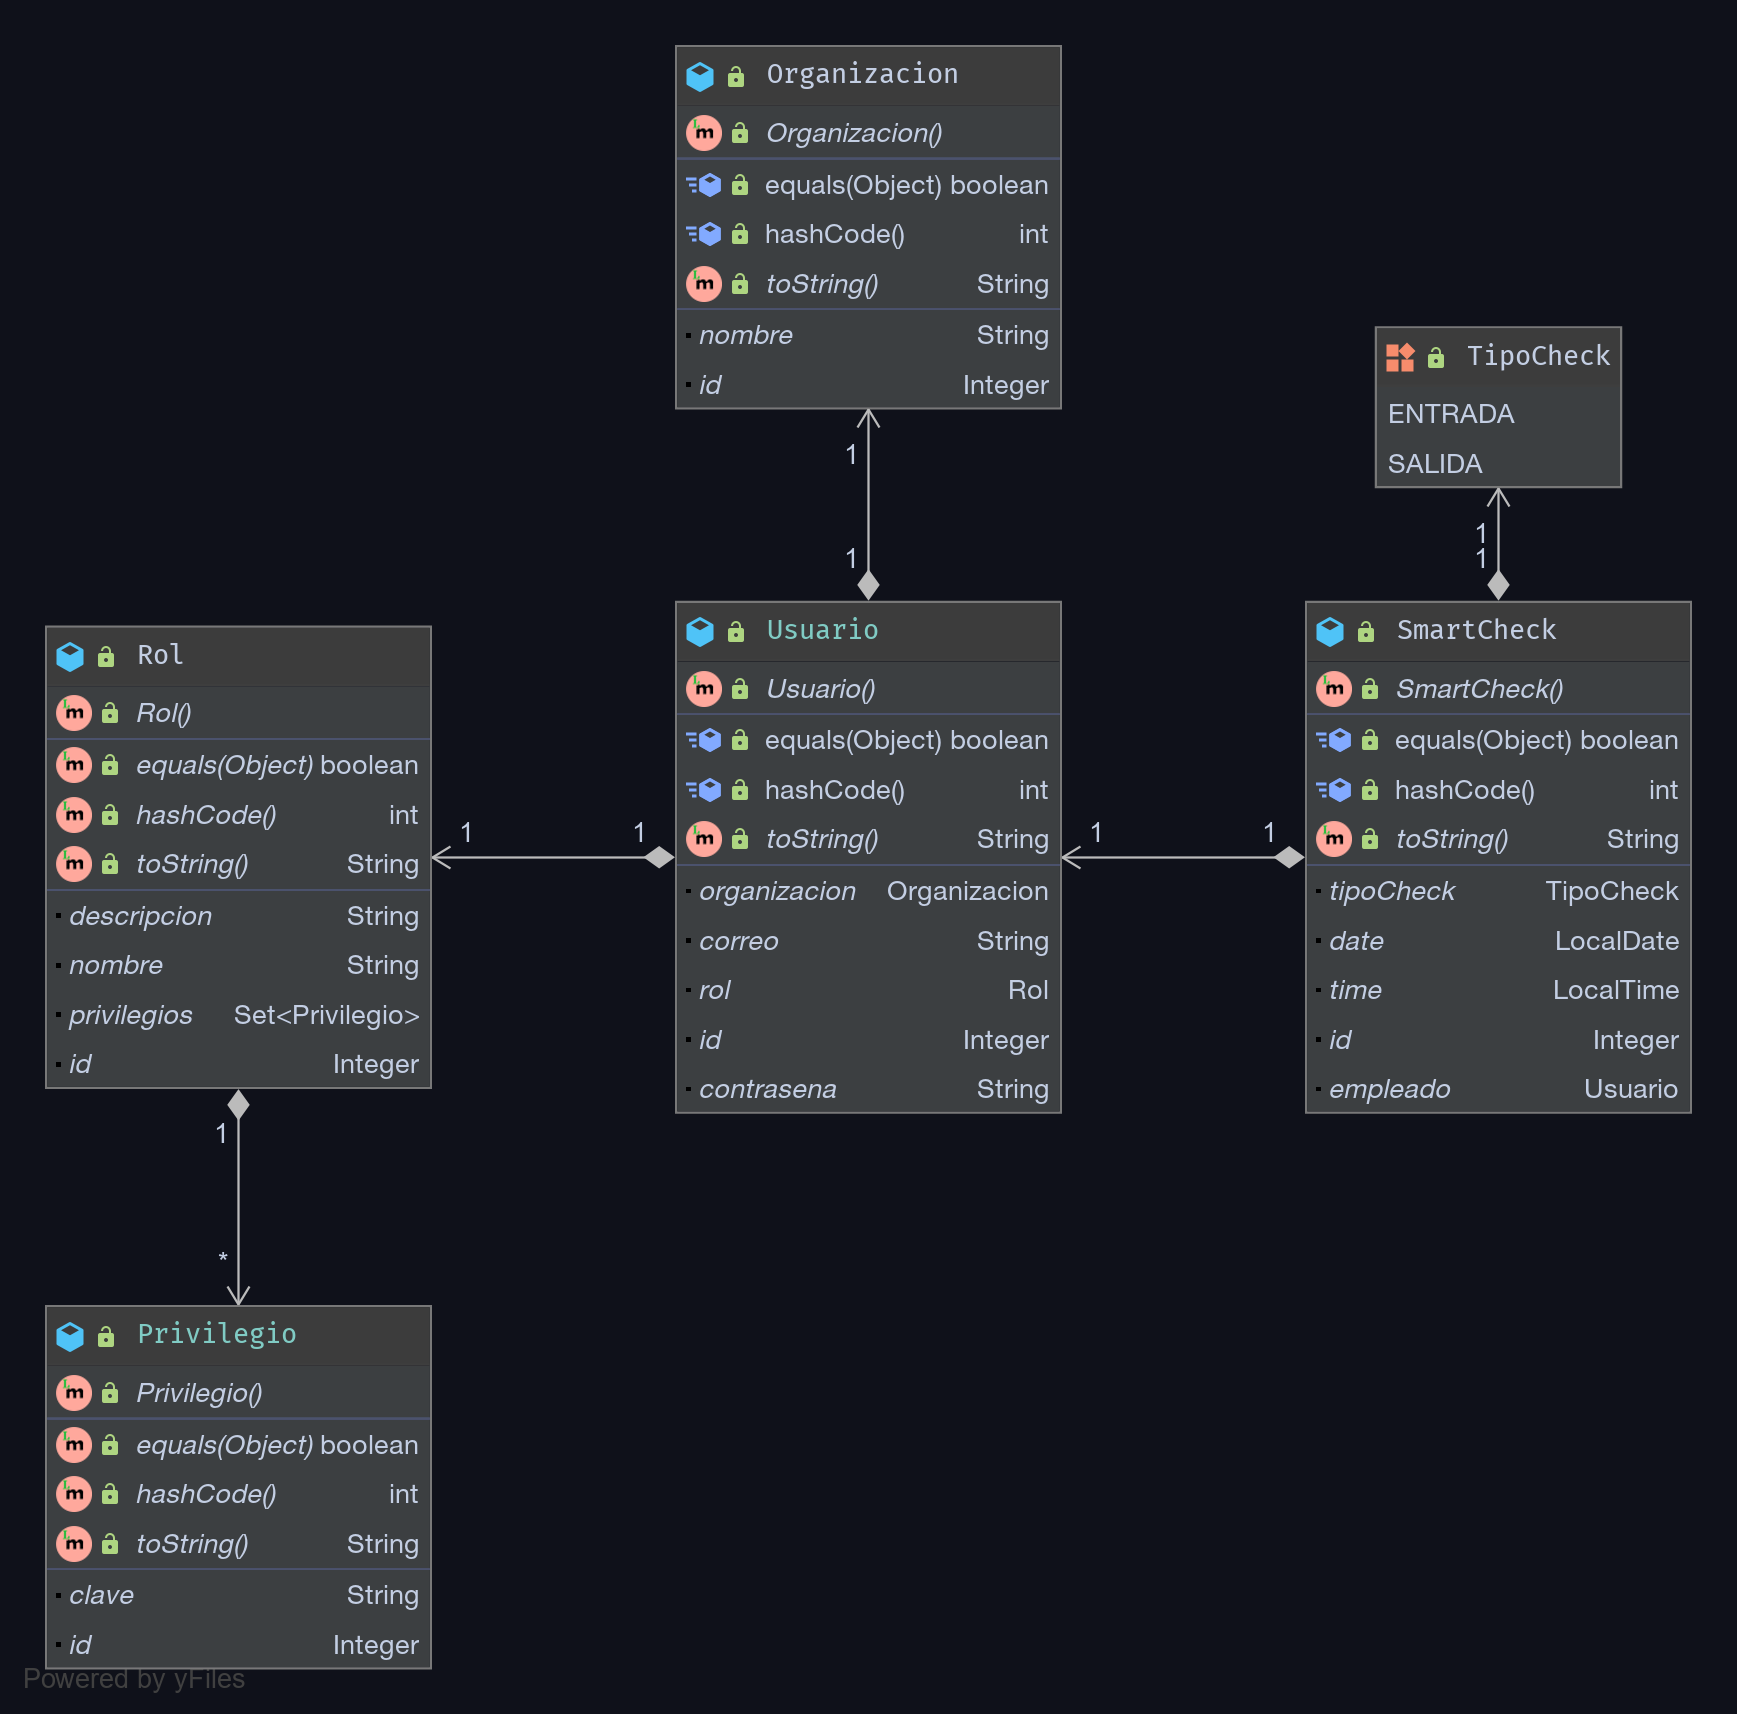 Organizacion
Organizacion()
equals(Object) boolean
hashCode() int
toString() String
nombre String
id Integer
1
1
TipoCheck
ENTRADA
SALIDA
1
1
Rol
Rol()
equals(Object) boolean
hashCode() int
toString() String
descripcion String
nombre String
privilegios Set<Privilegio>
id Integer
1 1
Usuario
Usuario()
equals(Object) boolean
hashCode() int
toString() String
organizacion Organizacion
correo String
rol Rol
id Integer
contrasena String
1 1
SmartCheck
SmartCheck()
equals(Object) boolean
hashCode() int
toString() String
tipoCheck TipoCheck
date LocalDate
time LocalTime
id Integer
empleado Usuario
1
*
Privilegio
Privilegio()
equals(Object) boolean
hashCode() int
toString() String
clave String
id Integer
Powered by yFiles